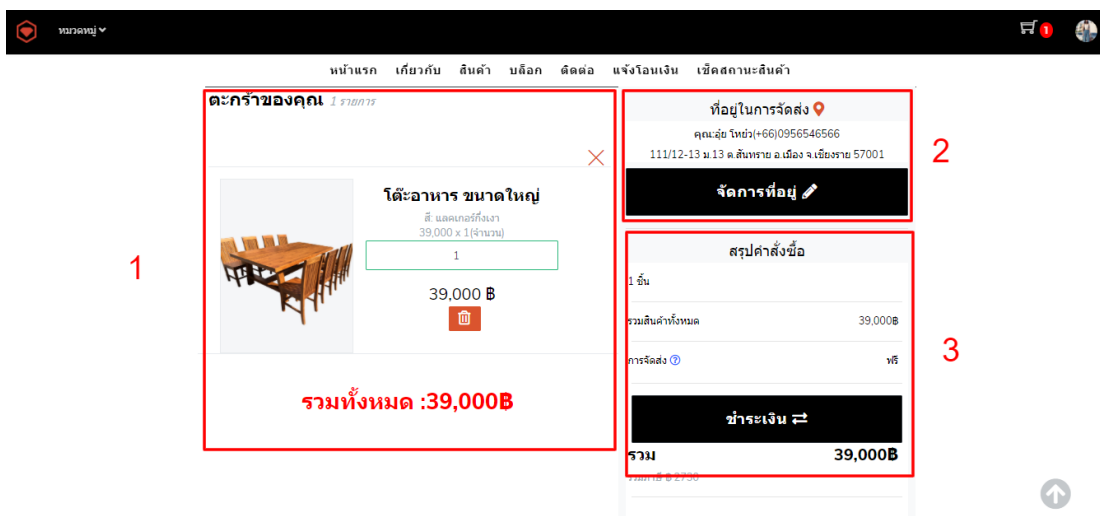 หมวดหมู่
1
หน้าแรก เกี่ยวกับ สินค้า บล็อก ติดต่อ แจ้งโอนเงิน เช็คสถานะสินค้า
ตะกร้าของคุณ 1 รายการ
โต๊ะอาหาร ขนาดใหญ่
สี: แลคเกอร์กึ่งเงา
39,000 x 1(จำนวน)
1
39,000 ฿
รวมทั้งหมด :39,000฿
1
ที่อยู่ในการจัดส่ง
คุณ:อุ้ย ใหย่ว(+66)0956546566
111/12-13 ม.13 ต.สันทราย อ.เมือง จ.เชียงราย 57001
จัดการที่อยู่
2
สรุปคำสั่งซื้อ
1 ชิ้น
รวมสินค้าทั้งหมด 39,000฿
การจัดส่ง ฟรี
ชำระเงิน
รวม 39,000฿
รวมภาษี ฿ 2730
3